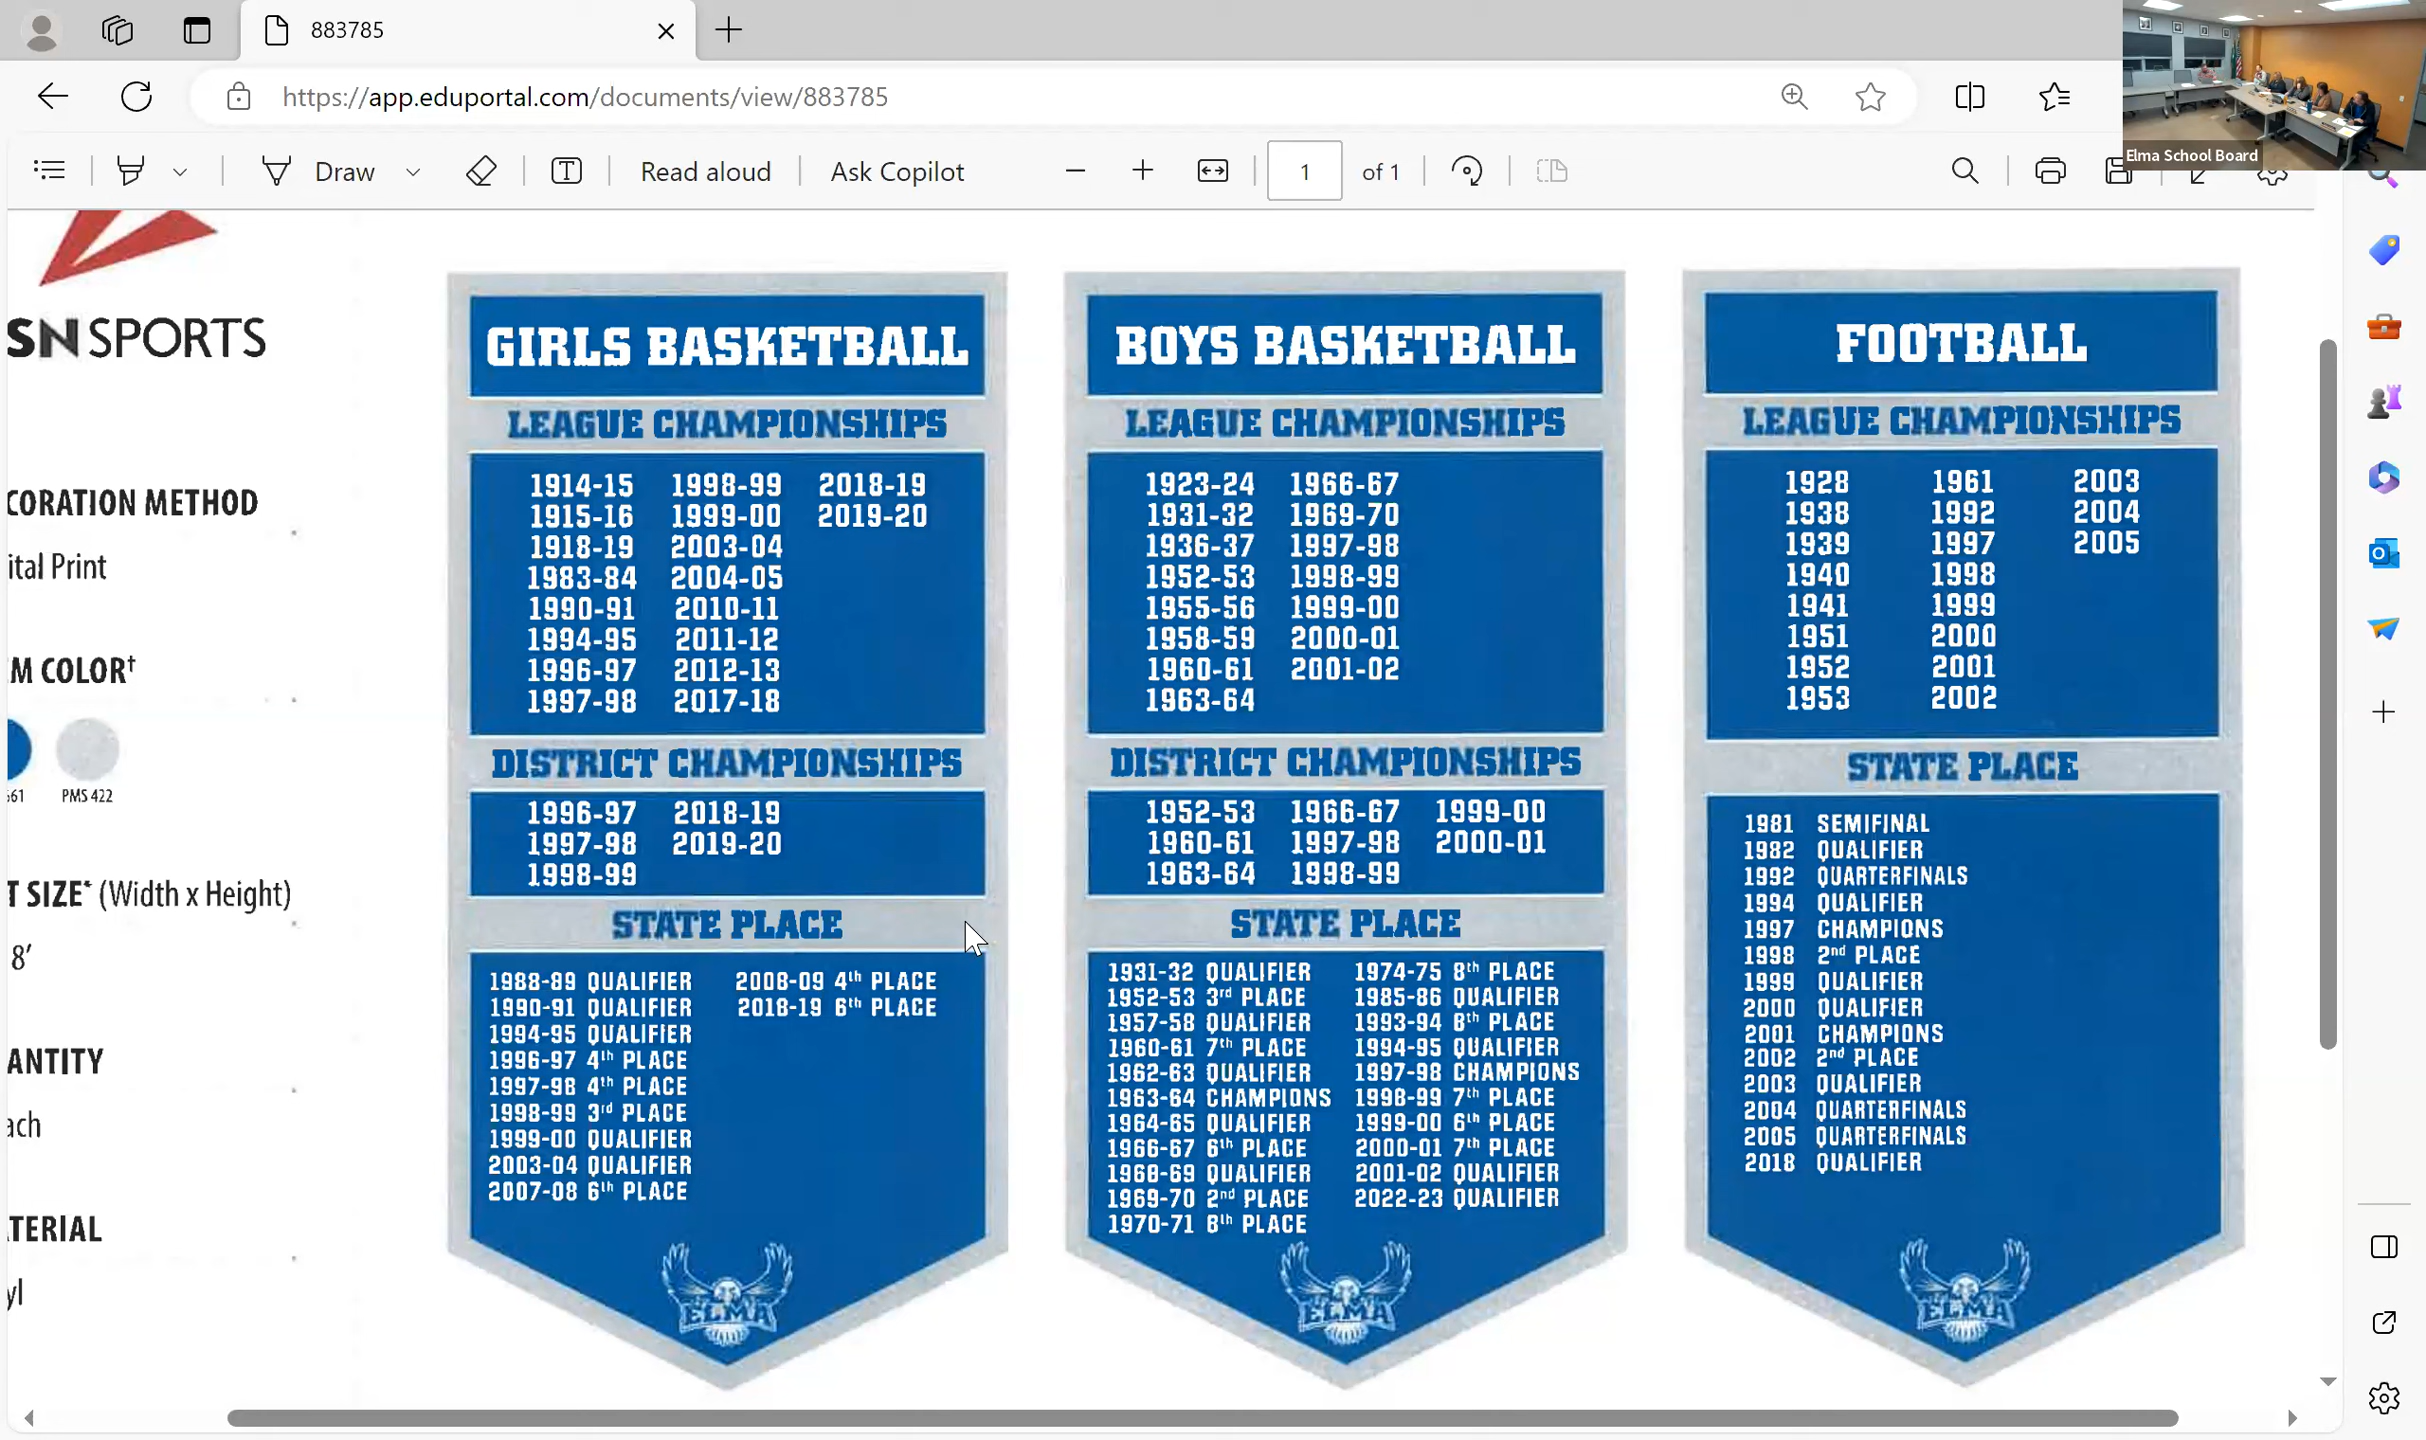 883785
https://app.eduportal.com/documents/view/883785
Elma School Board
Draw
Read aloud
Ask Copilot
1 of 1
SN SPORTS
CORATION METHOD
ital Print
M COLOR†
661 PMS 422
T SIZE* (Width x Height)
8'
ANTITY
ach
TERIAL
yl
GIRLS BASKETBALL
LEAGUE CHAMPIONSHIPS
1914-15 1998-99 2018-19
1915-16 1999-00 2019-20
1918-19 2003-04
1983-84 2004-05
1990-91 2010-11
1994-95 2011-12
1996-97 2012-13
1997-98 2017-18
DISTRICT CHAMPIONSHIPS
1996-97 2018-19
1997-98 2019-20
1998-99
STATE PLACE
1988-89 QUALIFIER 2008-09 4th PLACE
1990-91 QUALIFIER 2018-19 6th PLACE
1994-95 QUALIFIER
1996-97 4th PLACE
1997-98 4th PLACE
1998-99 3rd PLACE
1999-00 QUALIFIER
2003-04 QUALIFIER
2007-08 6th PLACE
ELMA
BOYS BASKETBALL
LEAGUE CHAMPIONSHIPS
1923-24 1966-67
1931-32 1969-70
1936-37 1997-98
1952-53 1998-99
1955-56 1999-00
1958-59 2000-01
1960-61 2001-02
1963-64
DISTRICT CHAMPIONSHIPS
1952-53 1966-67 1999-00
1960-61 1997-98 2000-01
1963-64 1998-99
STATE PLACE
1931-32 QUALIFIER 1974-75 8th PLACE
1952-53 3rd PLACE 1985-86 QUALIFIER
1957-58 QUALIFIER 1993-94 8th PLACE
1960-61 7th PLACE 1994-95 QUALIFIER
1962-63 QUALIFIER 1997-98 CHAMPIONS
1963-64 CHAMPIONS 1998-99 7th PLACE
1964-65 QUALIFIER 1999-00 6th PLACE
1966-67 6th PLACE 2000-01 7th PLACE
1968-69 QUALIFIER 2001-02 QUALIFIER
1969-70 2nd PLACE 2022-23 QUALIFIER
1970-71 8th PLACE
ELMA
FOOTBALL
LEAGUE CHAMPIONSHIPS
1928 1961 2003
1938 1992 2004
1939 1997 2005
1940 1998
1941 1999
1951 2000
1952 2001
1953 2002
STATE PLACE
1981 SEMIFINAL
1982 QUALIFIER
1992 QUARTERFINALS
1994 QUALIFIER
1997 CHAMPIONS
1998 2nd PLACE
1999 QUALIFIER
2000 QUALIFIER
2001 CHAMPIONS
2002 2nd PLACE
2003 QUALIFIER
2004 QUARTERFINALS
2005 QUARTERFINALS
2018 QUALIFIER
ELMA